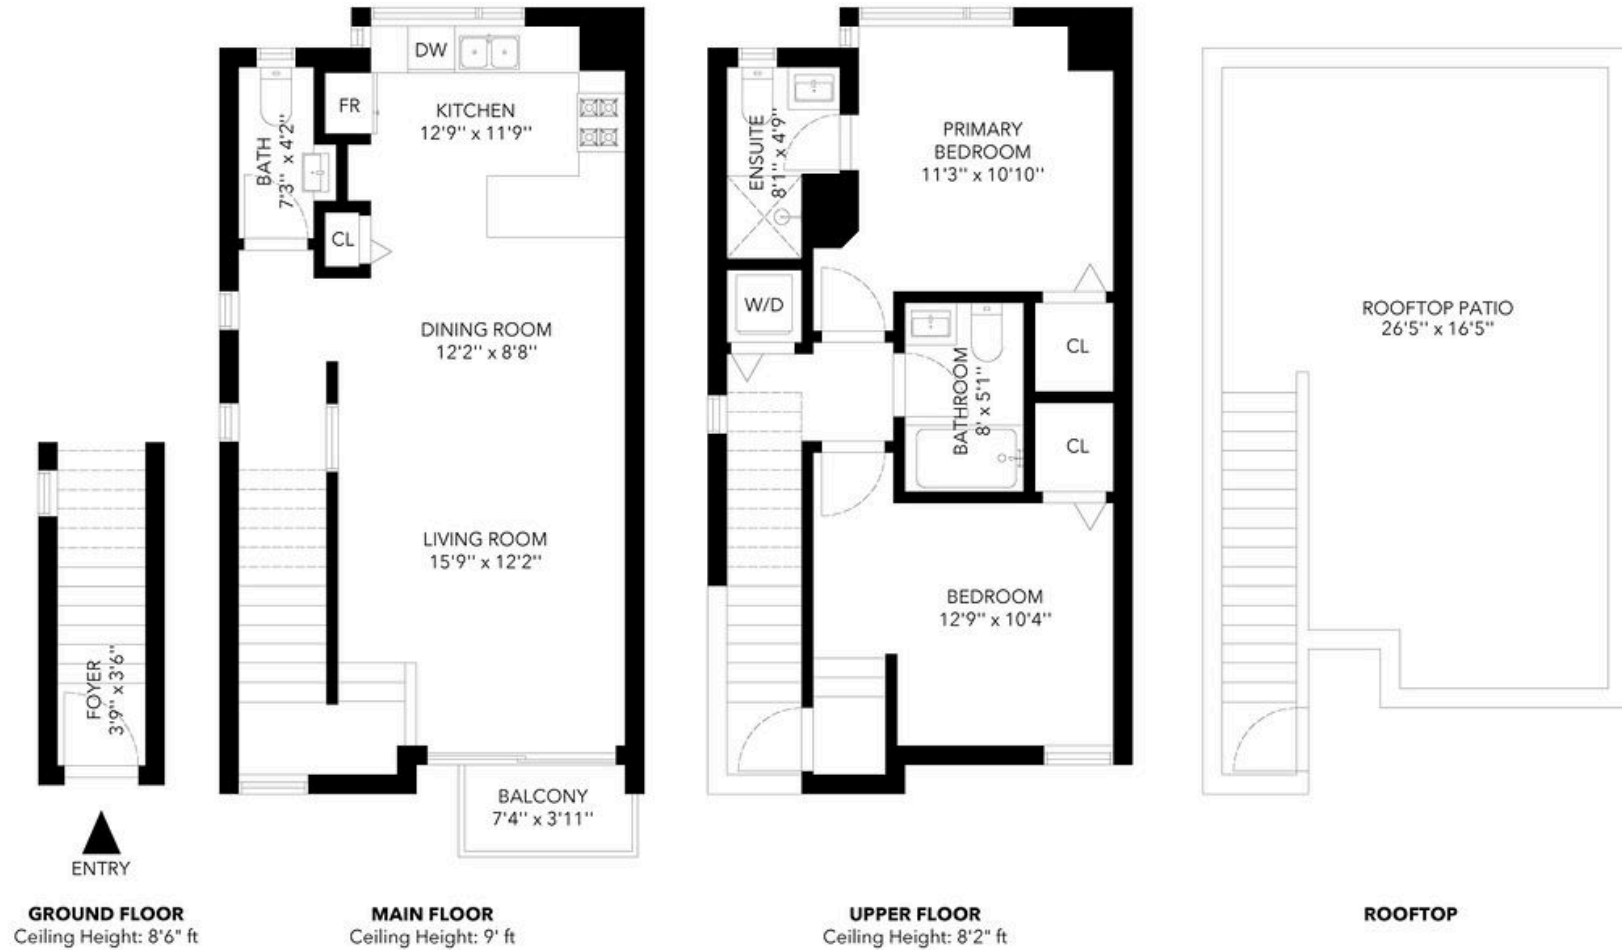 FOYER
3'9'' x 3'6''
ENTRY
GROUND FLOOR
Ceiling Height: 8'6" ft
DW
FR
KITCHEN
12'9'' x 11'9''
BATH
7'3'' x 4'2''
CL
DINING ROOM
12'2'' x 8'8''
LIVING ROOM
15'9'' x 12'2''
BALCONY
7'4'' x 3'11''
MAIN FLOOR
Ceiling Height: 9' ft
ENSUITE
8'1'' x 4'9''
PRIMARY
BEDROOM
11'3'' x 10'10''
W/D
BATHROOM
8' x 5'1''
CL
CL
BEDROOM
12'9'' x 10'4''
UPPER FLOOR
Ceiling Height: 8'2" ft
ROOFTOP PATIO
26'5'' x 16'5''
ROOFTOP